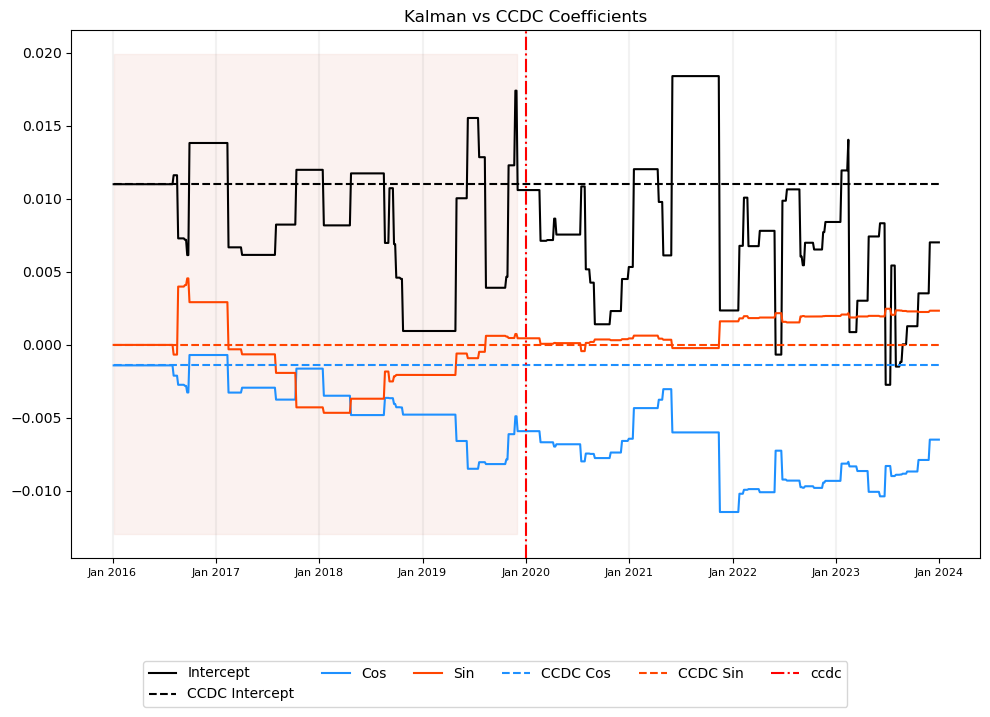 Kalman vs CCDC Coefficients
0.020
0.015
0.010
0.005
0.000
−0.005
−0.010
Jan 2016 Jan 2017 Jan 2018 Jan 2019 Jan 2020 Jan 2021 Jan 2022 Jan 2023 Jan 2024
Intercept Cos Sin CCDC Cos CCDC Sin ccdc
CCDC Intercept